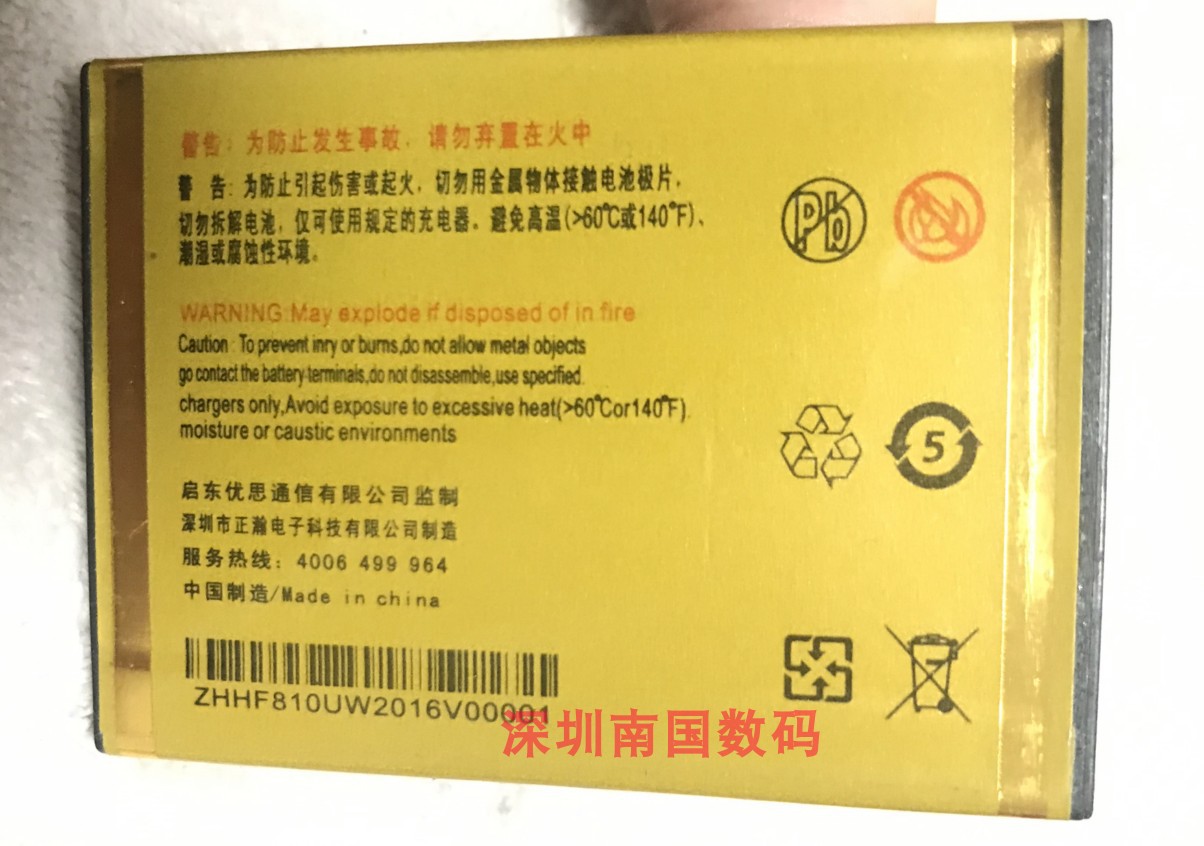 警告：为防止发生事故，请勿弃置在火中
警 告：为防止引起伤害或起火，切勿用金属物体接触电池极片，
切勿拆解电池，仅可使用规定的充电器。避免高温(>60℃或140℉)、
潮湿或腐蚀性环境。
Pb
WARNING:May explode if disposed of in fire
Caution : To prevent inry or burns,do not allow metal objects
go contact the battery terminals,do not disassemble,use specified.
chargers only,Avoid exposure to excessive heat(>60℃or140℉).
moisture or caustic environments
5
启东优思通信有限公司监制
深圳市正瀚电子科技有限公司制造
服务热线：4006 499 964
中国制造/Made in china
ZHHF810UW2016V00001
深圳南国数码